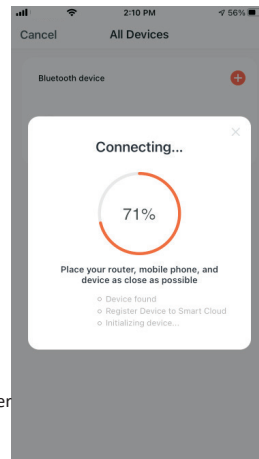 2:10 PM
56%
Cancel
All Devices
Bluetooth device
Connecting...
71%
Place your router, mobile phone, and
device as close as possible
Device found
Register Device to Smart Cloud
Initializing device...
er